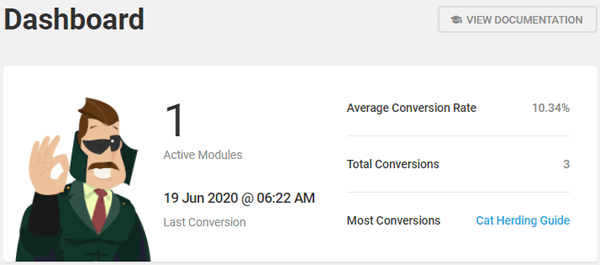 Dashboard
VIEW DOCUMENTATION
1
Active Modules
19 Jun 2020 @ 06:22 AM
Last Conversion
Average Conversion Rate 10.34%
Total Conversions 3
Most Conversions Cat Herding Guide